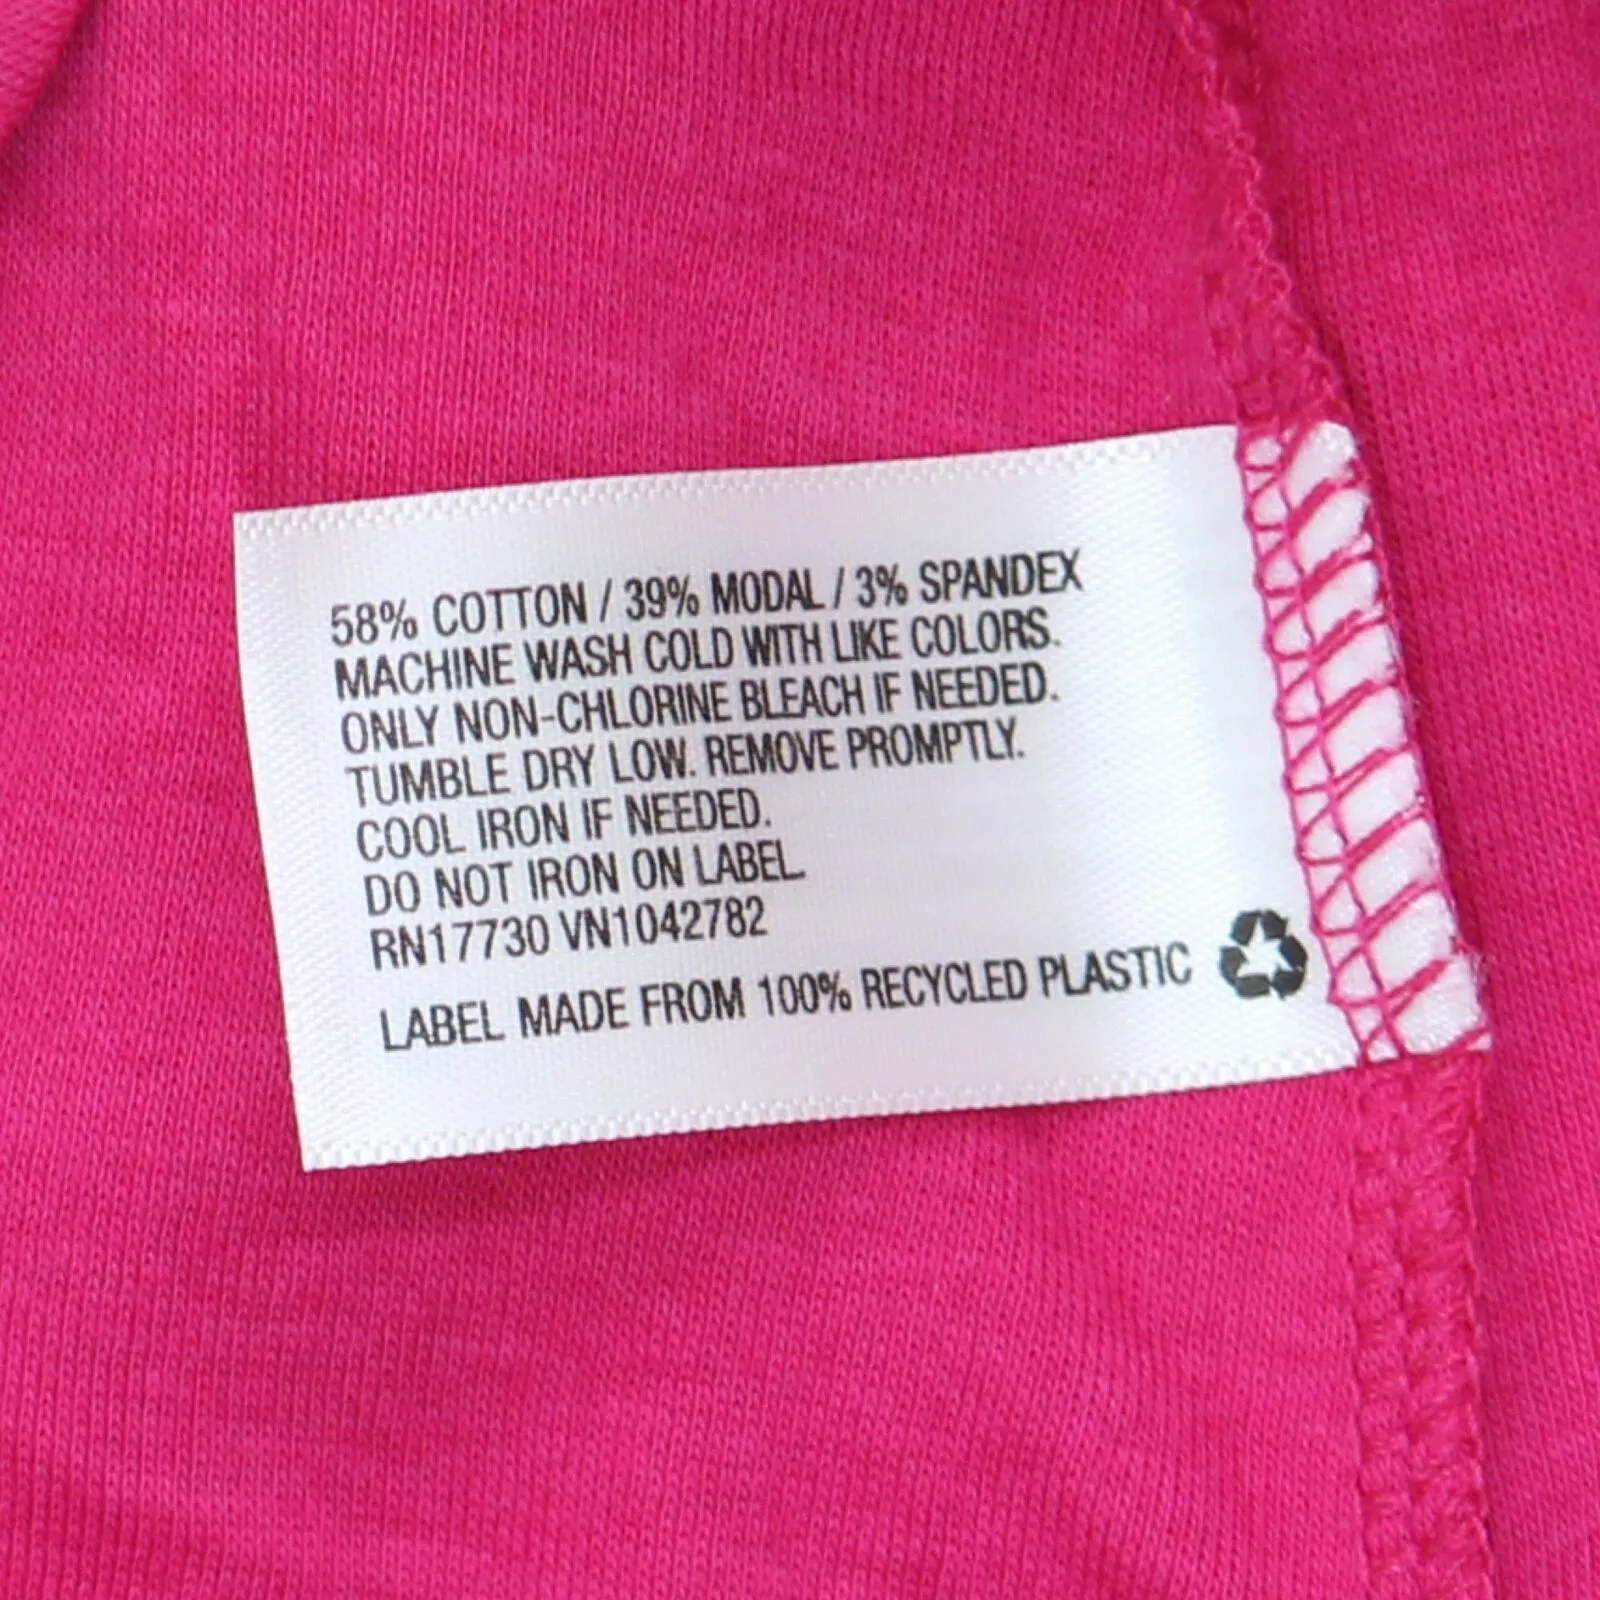 58% COTTON / 39% MODAL / 3% SPANDEX
MACHINE WASH COLD WITH LIKE COLORS.
ONLY NON-CHLORINE BLEACH IF NEEDED.
TUMBLE DRY LOW. REMOVE PROMPTLY.
COOL IRON IF NEEDED.
DO NOT IRON ON LABEL
RN17730 VN1042782
LABEL MADE FROM 100% RECYCLED PLASTIC